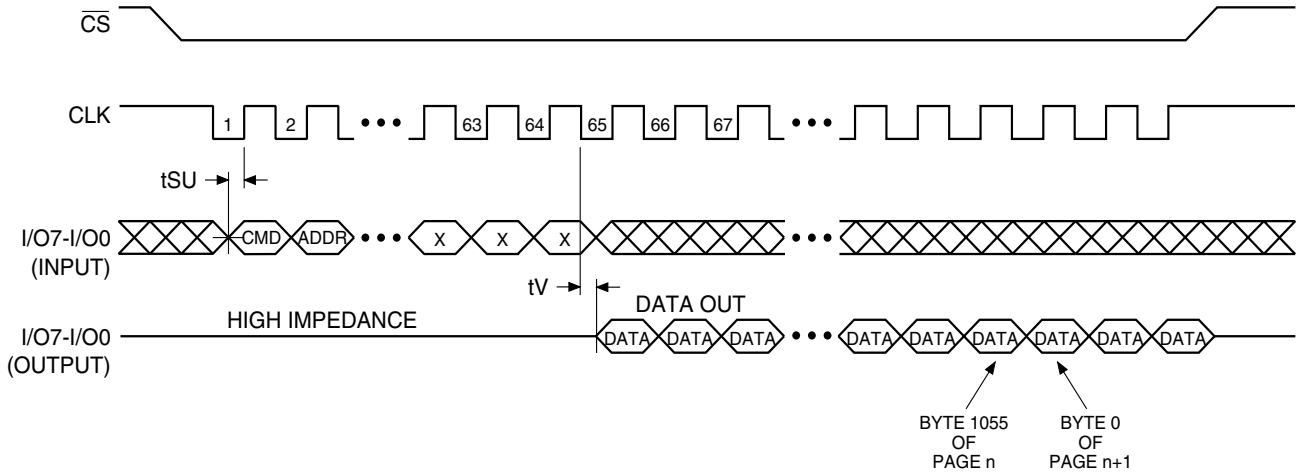 CS
CLK
1 2 ••• 63 64 65 66 67 •••
tSU
I/O7-I/O0
(INPUT)
CMD ADDR ••• X X X •••
tV
DATA OUT
HIGH IMPEDANCE
I/O7-I/O0
(OUTPUT)
DATA DATA DATA ••• DATA DATA DATA DATA DATA DATA
BYTE 1055
OF
PAGE n
BYTE 0
OF
PAGE n+1